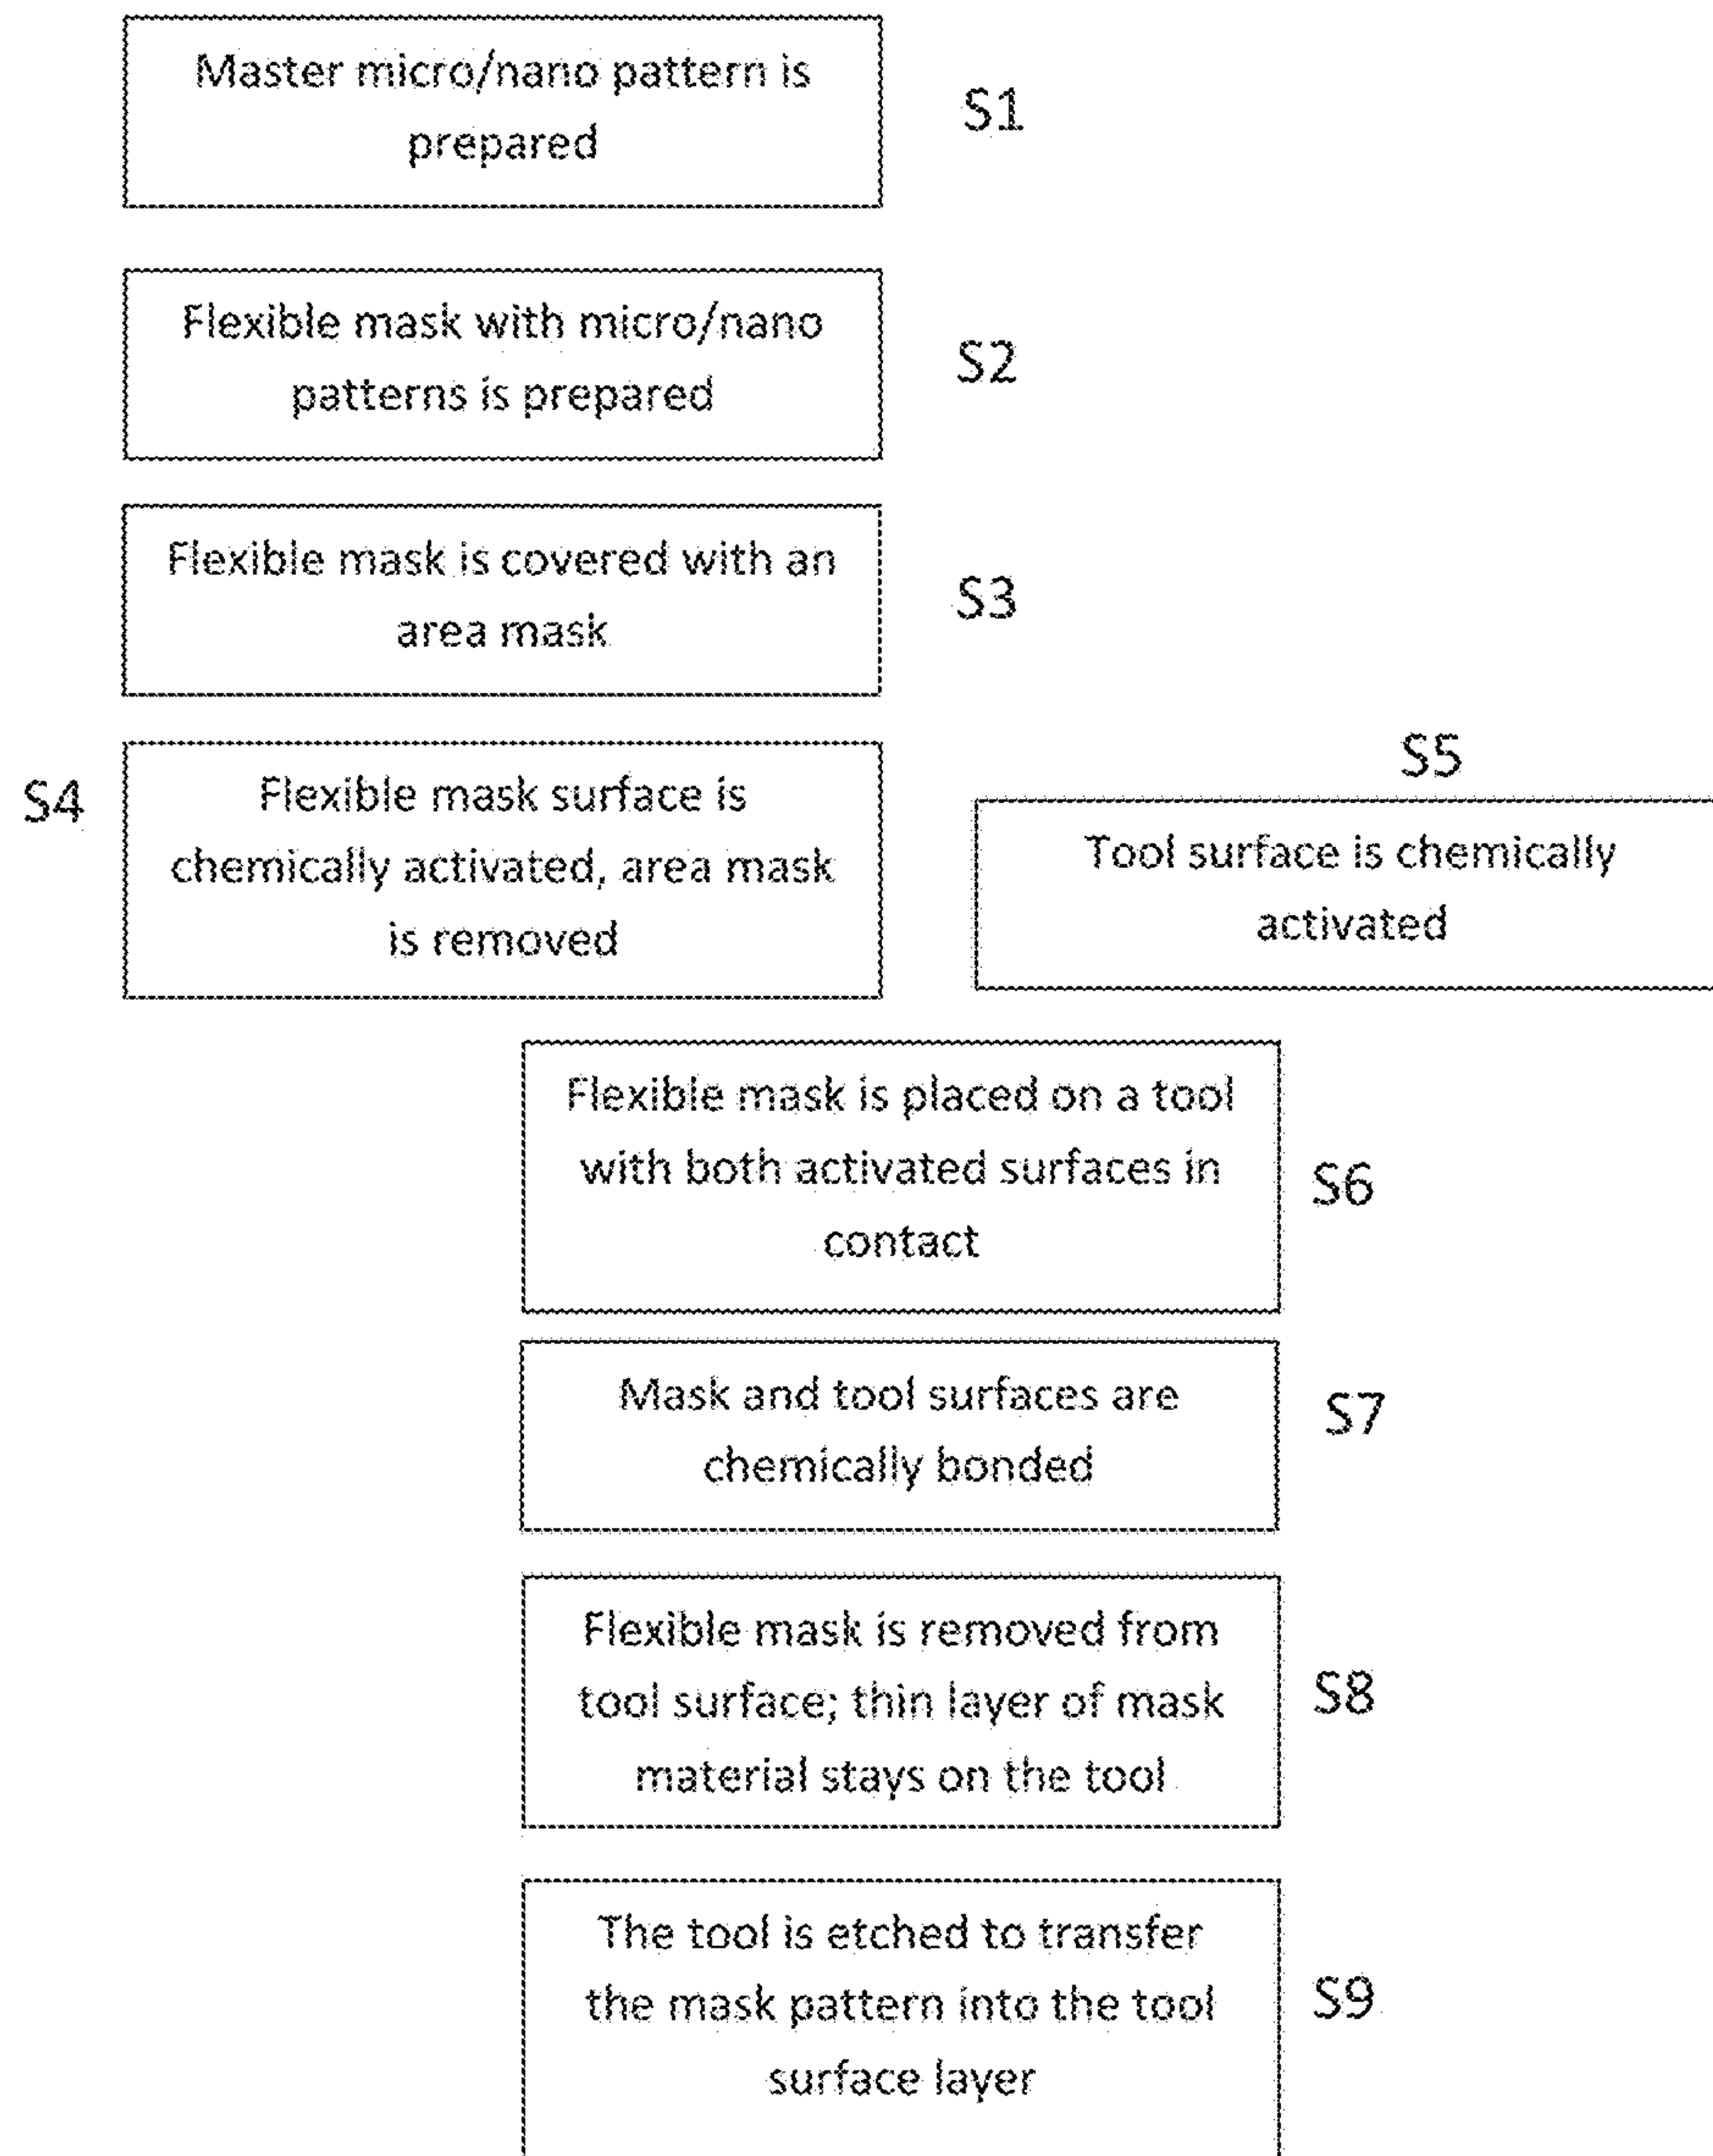 Master micro/nano pattern is
prepared
S1
Flexible mask with micro/nano
patterns is prepared
S2
Flexible mask is covered with an
area mask
S3
S4
Flexible mask surface is
chemically activated, area mask
is removed
S5
Tool surface is chemically
activated
Flexible mask is placed on a tool
with both activated surfaces in
contact
S6
Mask and tool surfaces are
chemically bonded
S7
Flexible mask is removed from
tool surface; thin layer of mask
material stays on the tool
S8
The tool is etched to transfer
the mask pattern into the tool
surface layer
S9